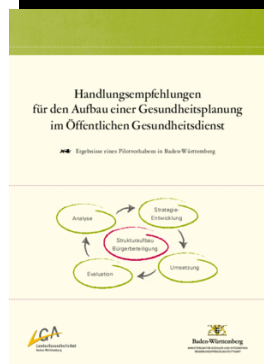 Handlungsempfehlungen
für den Aufbau einer Gesundheitsplanung
im Öffentlichen Gesundheitsdienst
Ergebnisse eines Pilotvorhabens in Baden-Württemberg
Strategie-
Entwicklung
Analyse
Strukturaufbau
Bürgerbeteiligung
Umsetzung
Evaluation
LGA
Landesgesundheitsamt
Baden-Württemberg
Baden-Württemberg